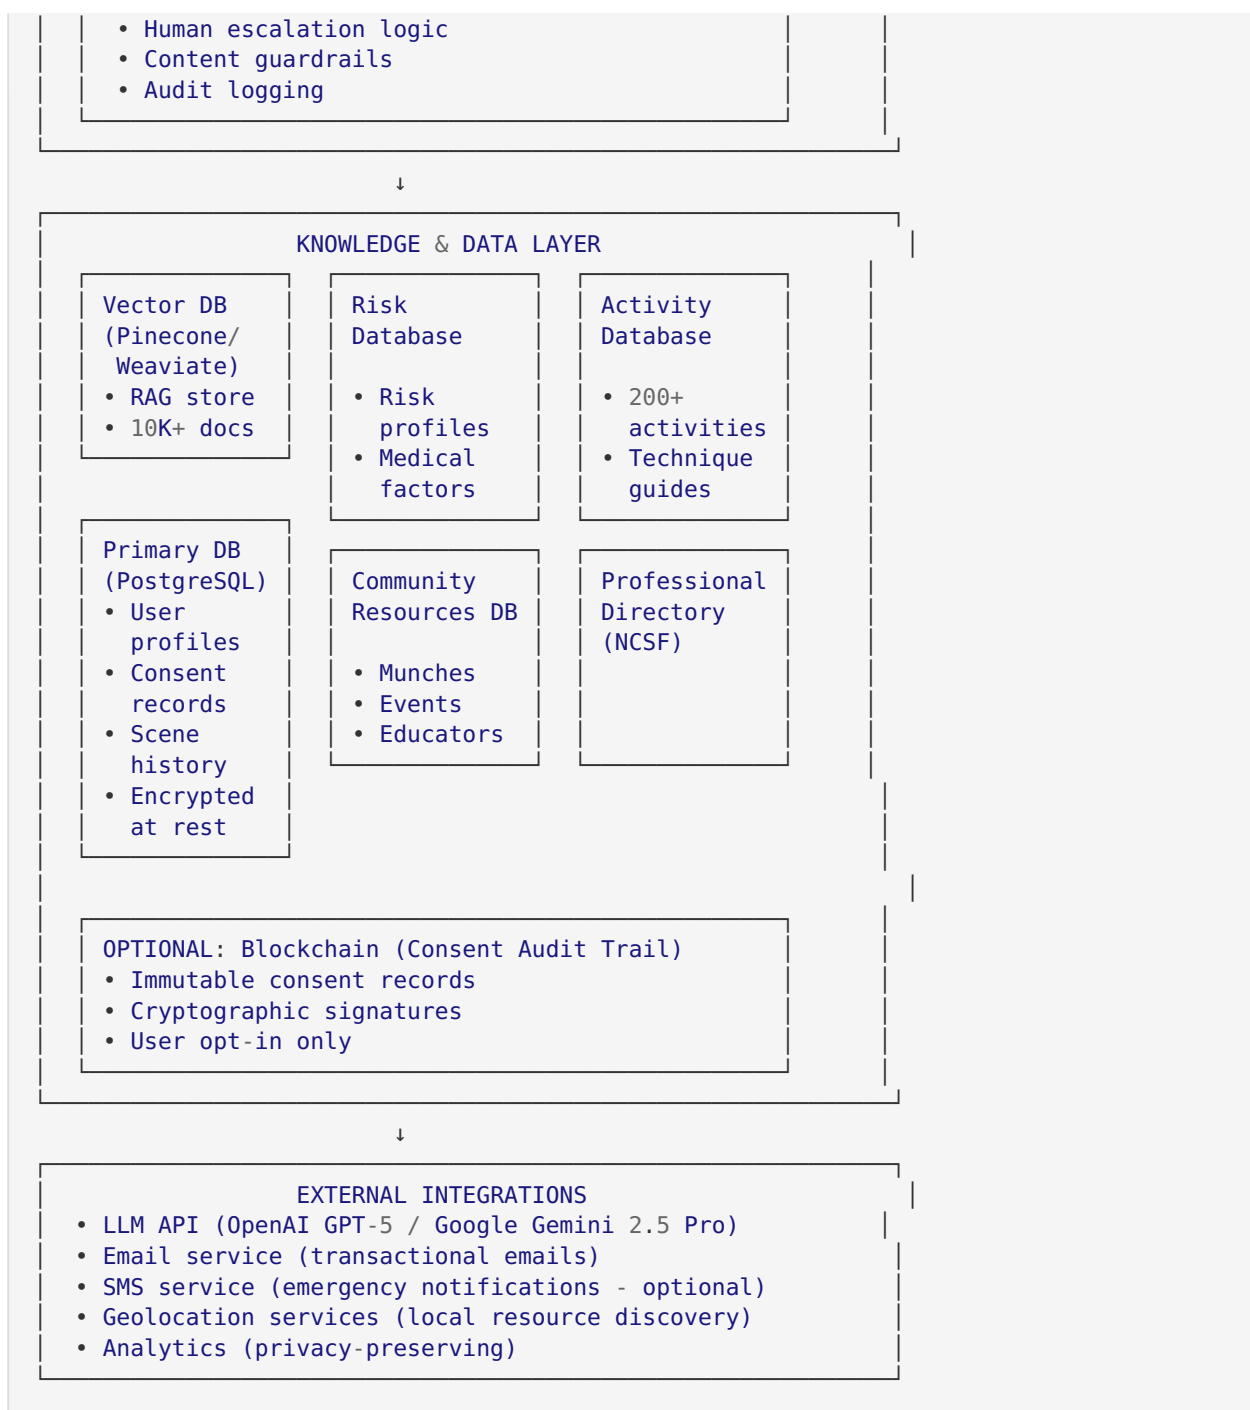 • Human escalation logic
• Content guardrails
• Audit logging
↓
KNOWLEDGE & DATA LAYER
Vector DB
(Pinecone/
Weaviate)
• RAG store
• 10K+ docs
Risk
Database
• Risk
profiles
• Medical
factors
Activity
Database
• 200+
activities
• Technique
guides
Primary DB
(PostgreSQL)
• User
profiles
• Consent
records
• Scene
history
• Encrypted
at rest
Community
Resources DB
• Munches
• Events
• Educators
Professional
Directory
(NCSF)
OPTIONAL: Blockchain (Consent Audit Trail)
• Immutable consent records
• Cryptographic signatures
• User opt-in only
↓
EXTERNAL INTEGRATIONS
• LLM API (OpenAI GPT-5 / Google Gemini 2.5 Pro)
• Email service (transactional emails)
• SMS service (emergency notifications - optional)
• Geolocation services (local resource discovery)
• Analytics (privacy-preserving)